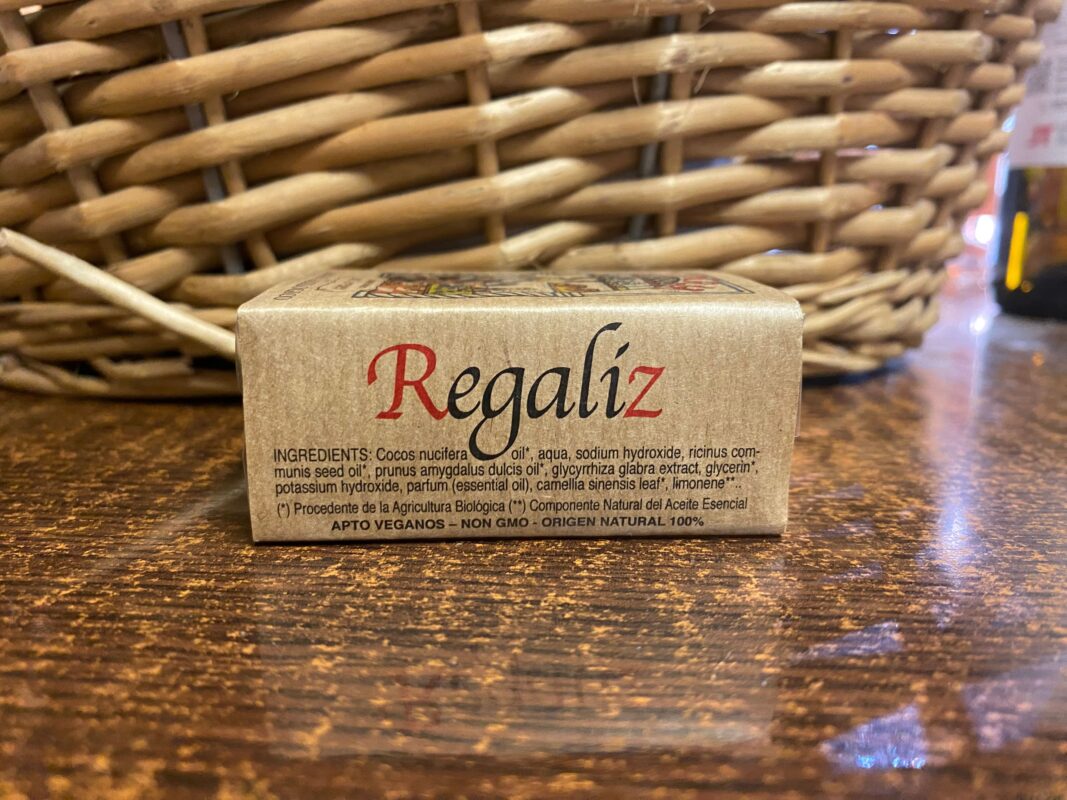 Regaliz
INGREDIENTS: Cocos nucifera oil*, aqua, sodium hydroxide, ricinus com-
munis seed oil*, prunus amygdalus dulcis oil*, glycyrrhiza glabra extract, glycerin*,
potassium hydroxide, parfum (essential oil), camellia sinensis leaf*, limonene**..
(*) Procedente de la Agricultura Biológica (**) Componente Natural del Aceite Esencial
APTO VEGANOS – NON GMO - ORIGEN NATURAL 100%